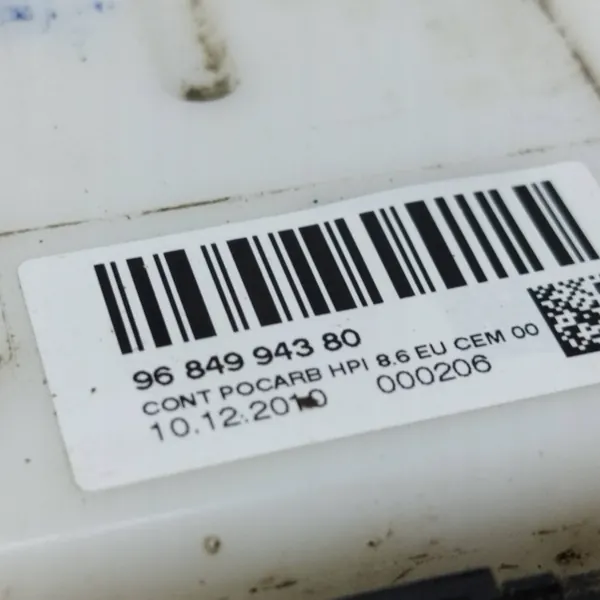 96 849 943 80
CONT POCARB HPI 8.6 EU CEM 00
10.12.2010 000206